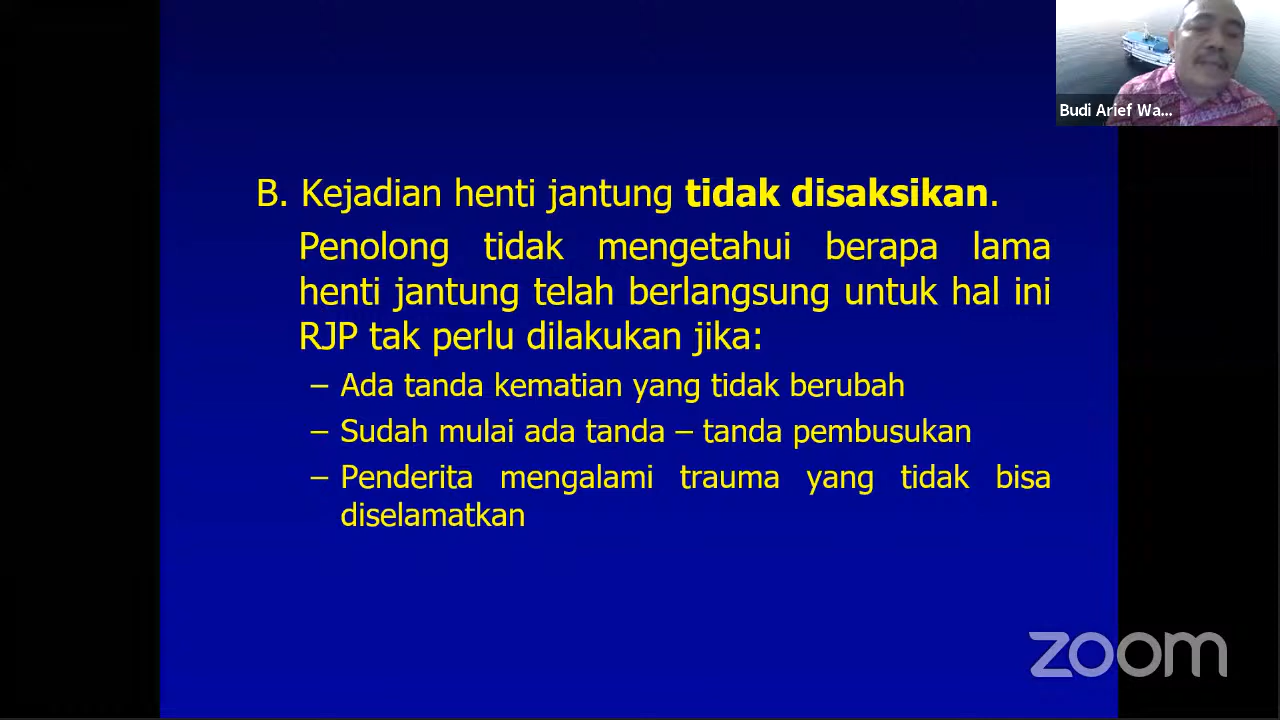 Budi Arief Wa...
B. Kejadian henti jantung tidak disaksikan.
Penolong tidak mengetahui berapa lama
henti jantung telah berlangsung untuk hal ini
RJP tak perlu dilakukan jika:
– Ada tanda kematian yang tidak berubah
– Sudah mulai ada tanda – tanda pembusukan
– Penderita mengalami trauma yang tidak bisa
diselamatkan
zoom